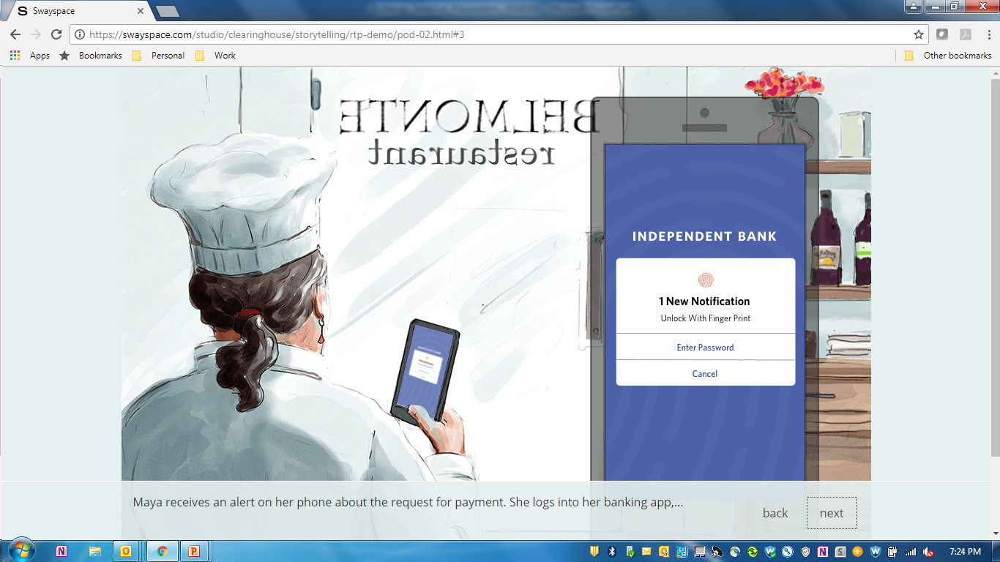 Swayspace
https://swayspace.com/studio/clearinghouse/storytelling/rtp-demo/pod-02.html#3
Apps Bookmarks Personal Work Other bookmarks
BELMONTE
restaurant
INDEPENDENT BANK
1 New Notification
Unlock With Finger Print
Enter Password
Cancel
Maya receives an alert on her phone about the request for payment. She logs into her banking app,...
back next
7:24 PM